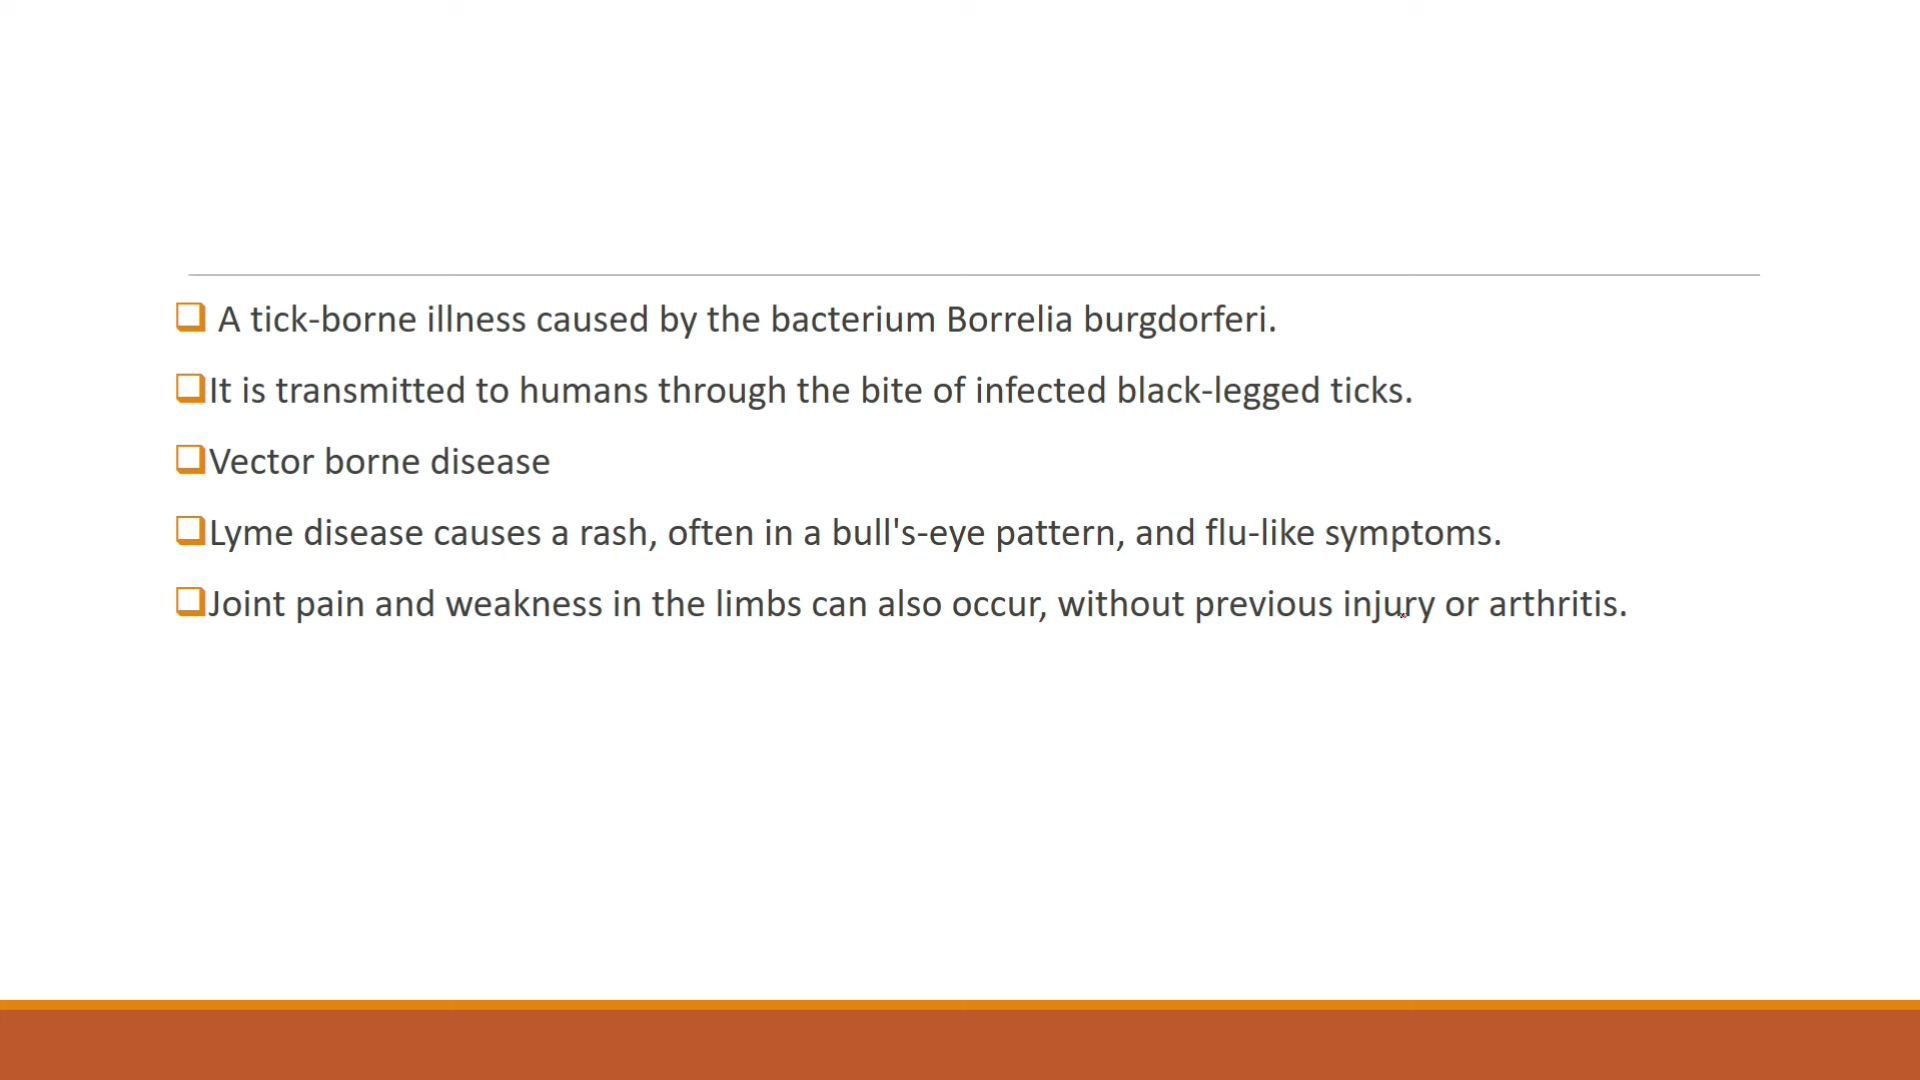 A tick-borne illness caused by the bacterium Borrelia burgdorferi.
It is transmitted to humans through the bite of infected black-legged ticks.
Vector borne disease
Lyme disease causes a rash, often in a bull's-eye pattern, and flu-like symptoms.
Joint pain and weakness in the limbs can also occur, without previous injury or arthritis.